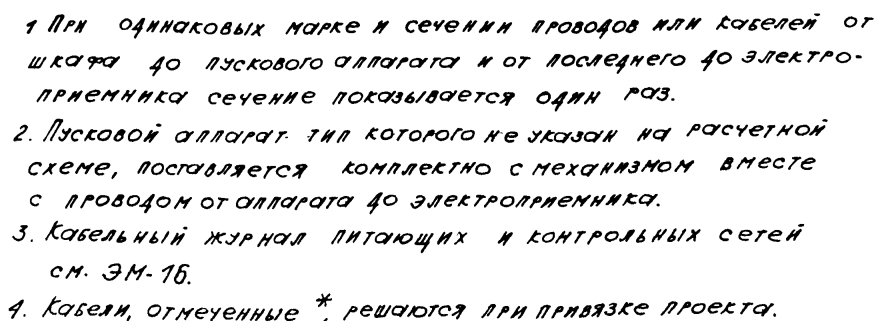 1 При одинаковых марке и сечении проводов или кабелей от
шкафа до пускового аппарата и от последнего до электро-
приемника сечение показывается один раз.
2. Пусковой аппарат тип которого не указан на расчетной
схеме, поставляется комплектно с механизмом вместе
с проводом от аппарата до электроприемника.
3. Кабельный журнал питающих и контрольных сетей
см. ЭМ-16.
4. Кабели, отмеченные *, решаются при привязке проекта.